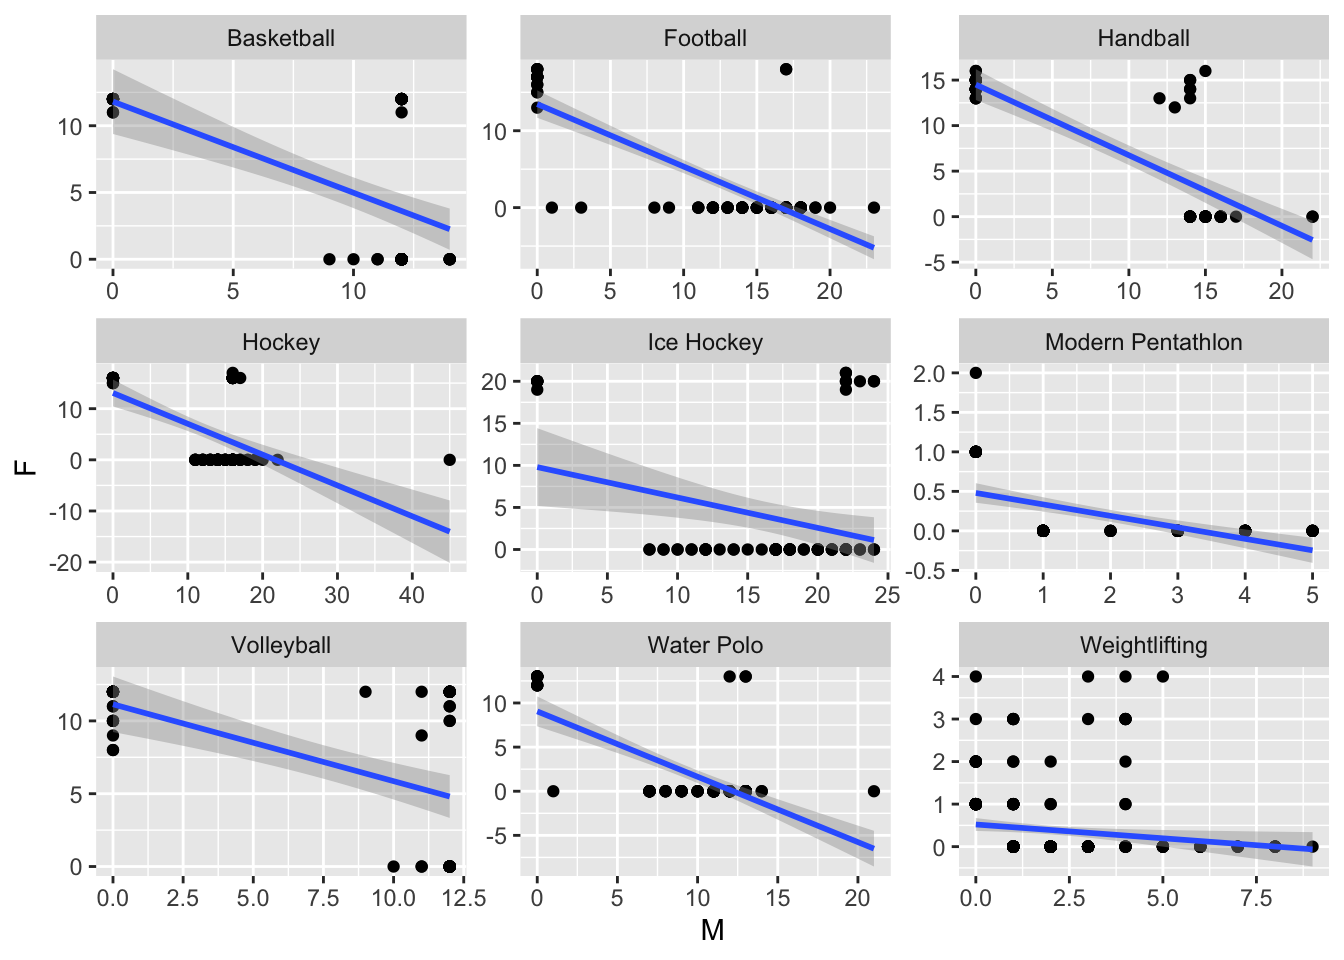 Basketball Football Handball
10
5
0
0 5 10
10
0
0 5 10 15 20
15
10
5
0
-5
0 5 10 15 20
Hockey Ice Hockey Modern Pentathlon
10
0
-10
-20
0 10 20 30 40
20
15
10
5
0
0 5 10 15 20 25
2.0
1.5
1.0
0.5
0.0
-0.5
0 1 2 3 4 5
F
Volleyball Water Polo Weightlifting
10
5
0
0.0 2.5 5.0 7.5 10.0 12.5
10
5
0
-5
0 5 10 15 20
4
3
2
1
0
0.0 2.5 5.0 7.5
M